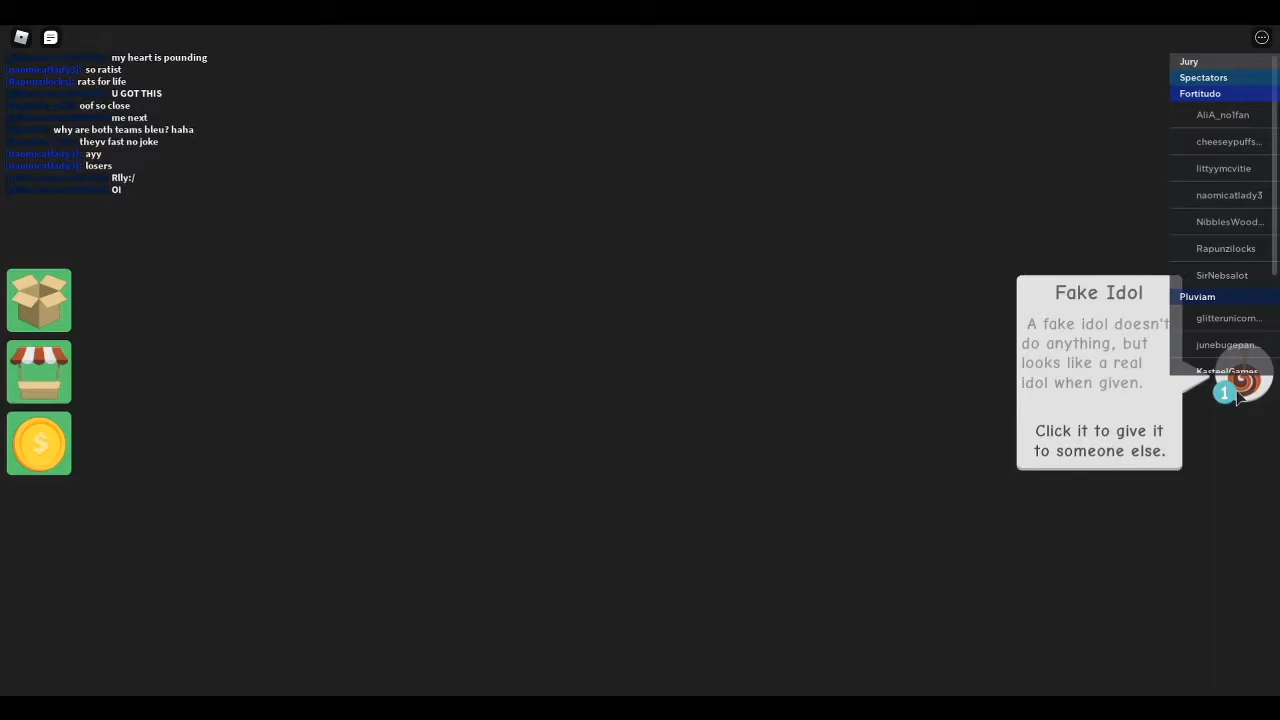 my heart is pounding
[naomicatlady3]: so ratist
[Rapunzilocks]: rats for life
U GOT THIS
oof so close
me next
why are both teams bleu? haha
theyv fast no joke
[naomicatlady3]: ayy
[naomicatlady3]: losers
Rlly:/
OI
Jury
Spectators
Fortitudo
AliA_no1fan
cheeseypuffs...
littyymcvitie
naomicatlady3
NibblesWood...
Rapunzilocks
SirNebsalot
Pluviam
glitterunicorn...
junebugepan...
KasteelGames
Fake Idol
A fake idol doesn't
do anything, but
looks like a real
idol when given.
Click it to give it
to someone else.
1
$